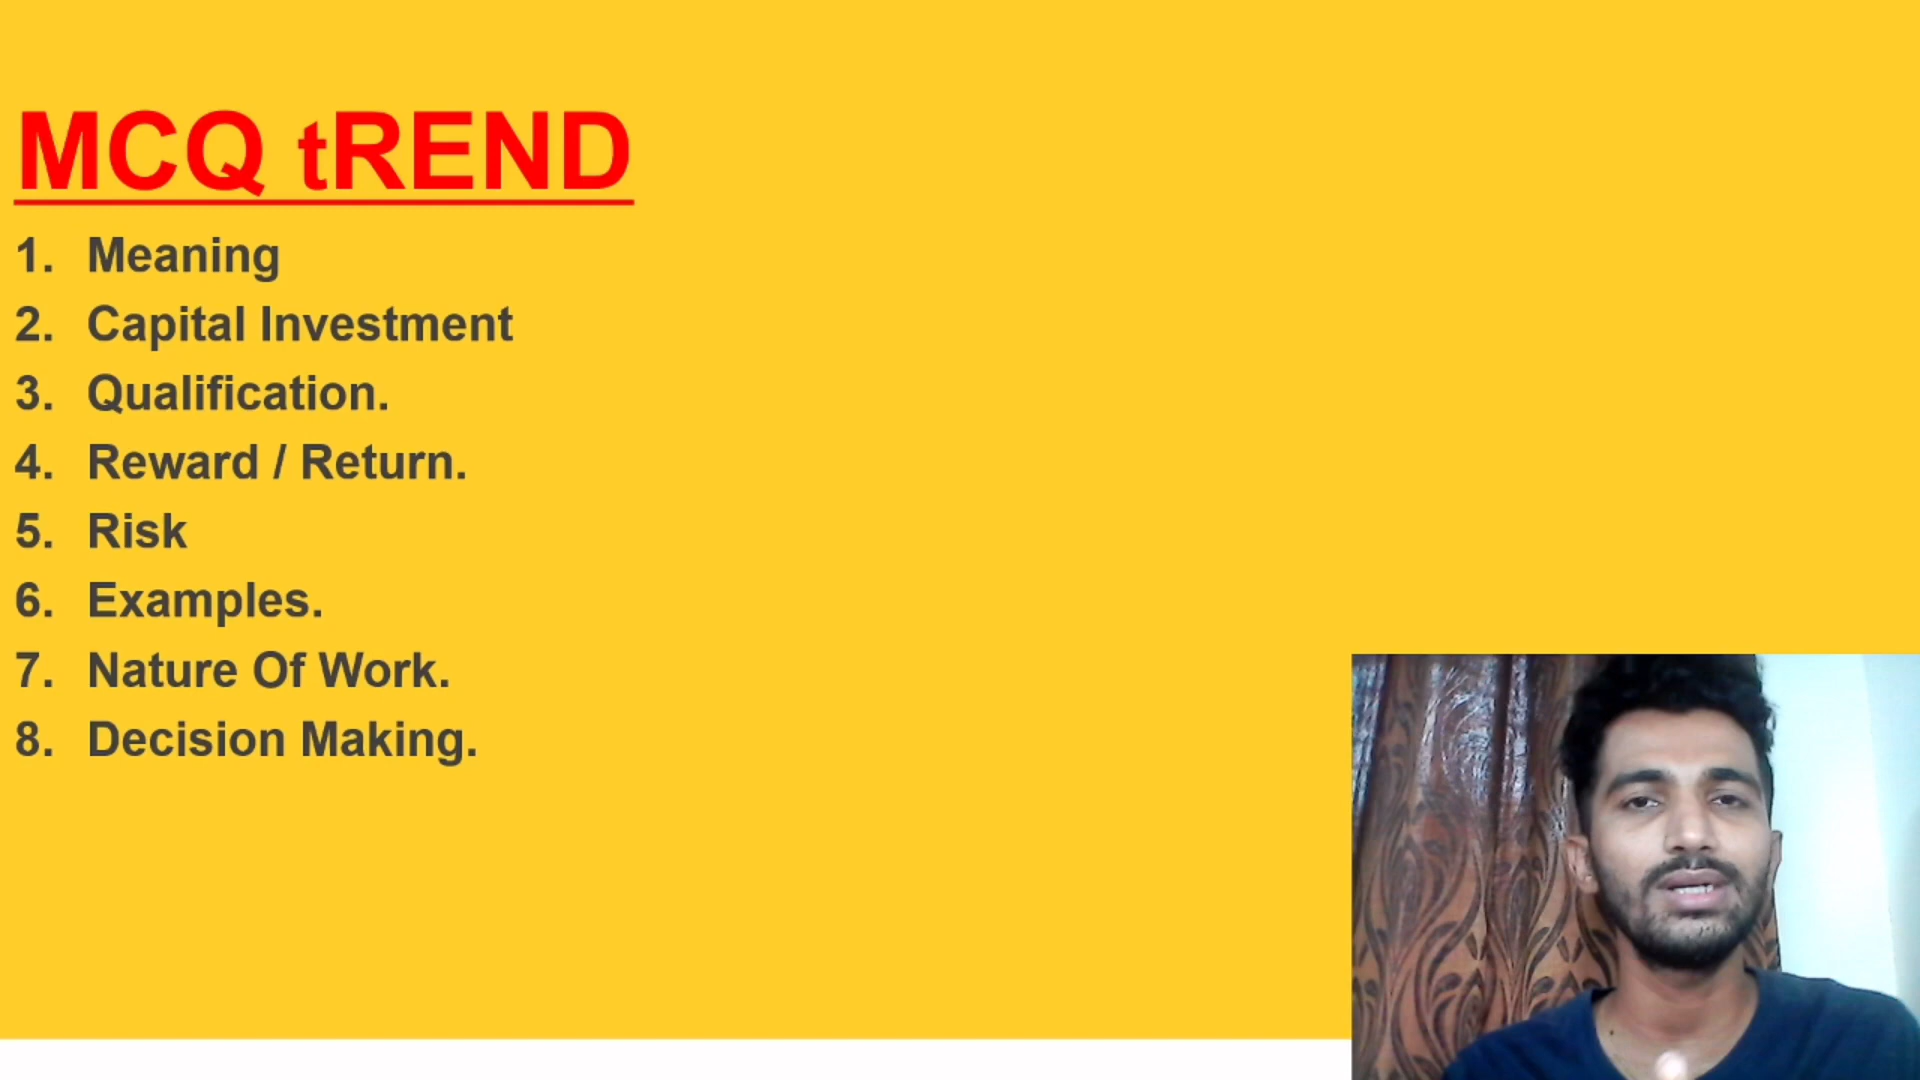 MCQ tREND
1. Meaning
2. Capital Investment
3. Qualification.
4. Reward / Return.
5. Risk
6. Examples.
7. Nature Of Work.
8. Decision Making.